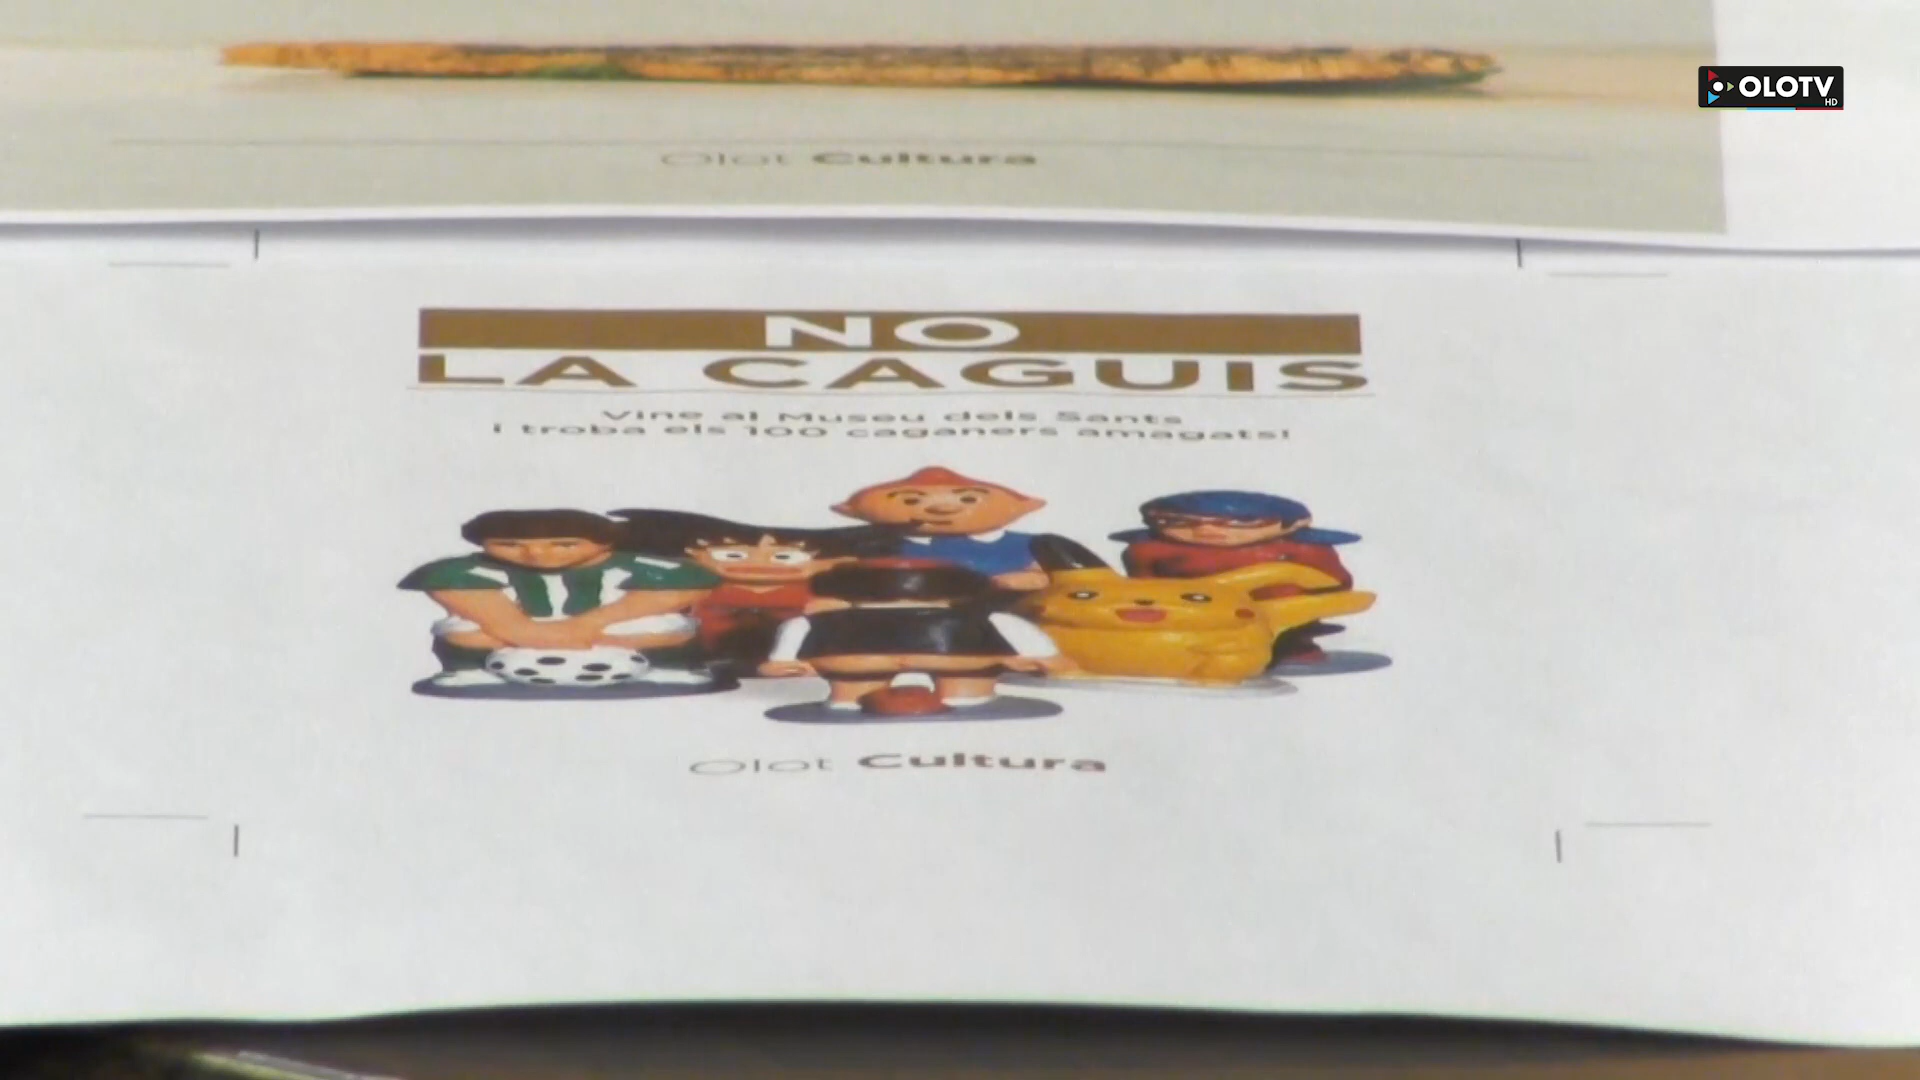 OLOTV
HD
Olot Cultura
NO
LA CAGUIS
Vine al Museu dels Sants
i troba els 100 caganers amagats!
Olot Cultura